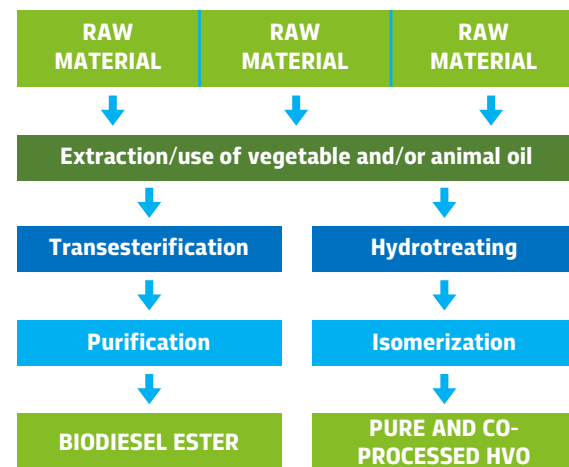 RAW
MATERIAL
RAW
MATERIAL
RAW
MATERIAL
Extraction/use of vegetable and/or animal oil
Transesterification
Hydrotreating
Purification
Isomerization
BIODIESEL ESTER
PURE AND CO-
PROCESSED HVO